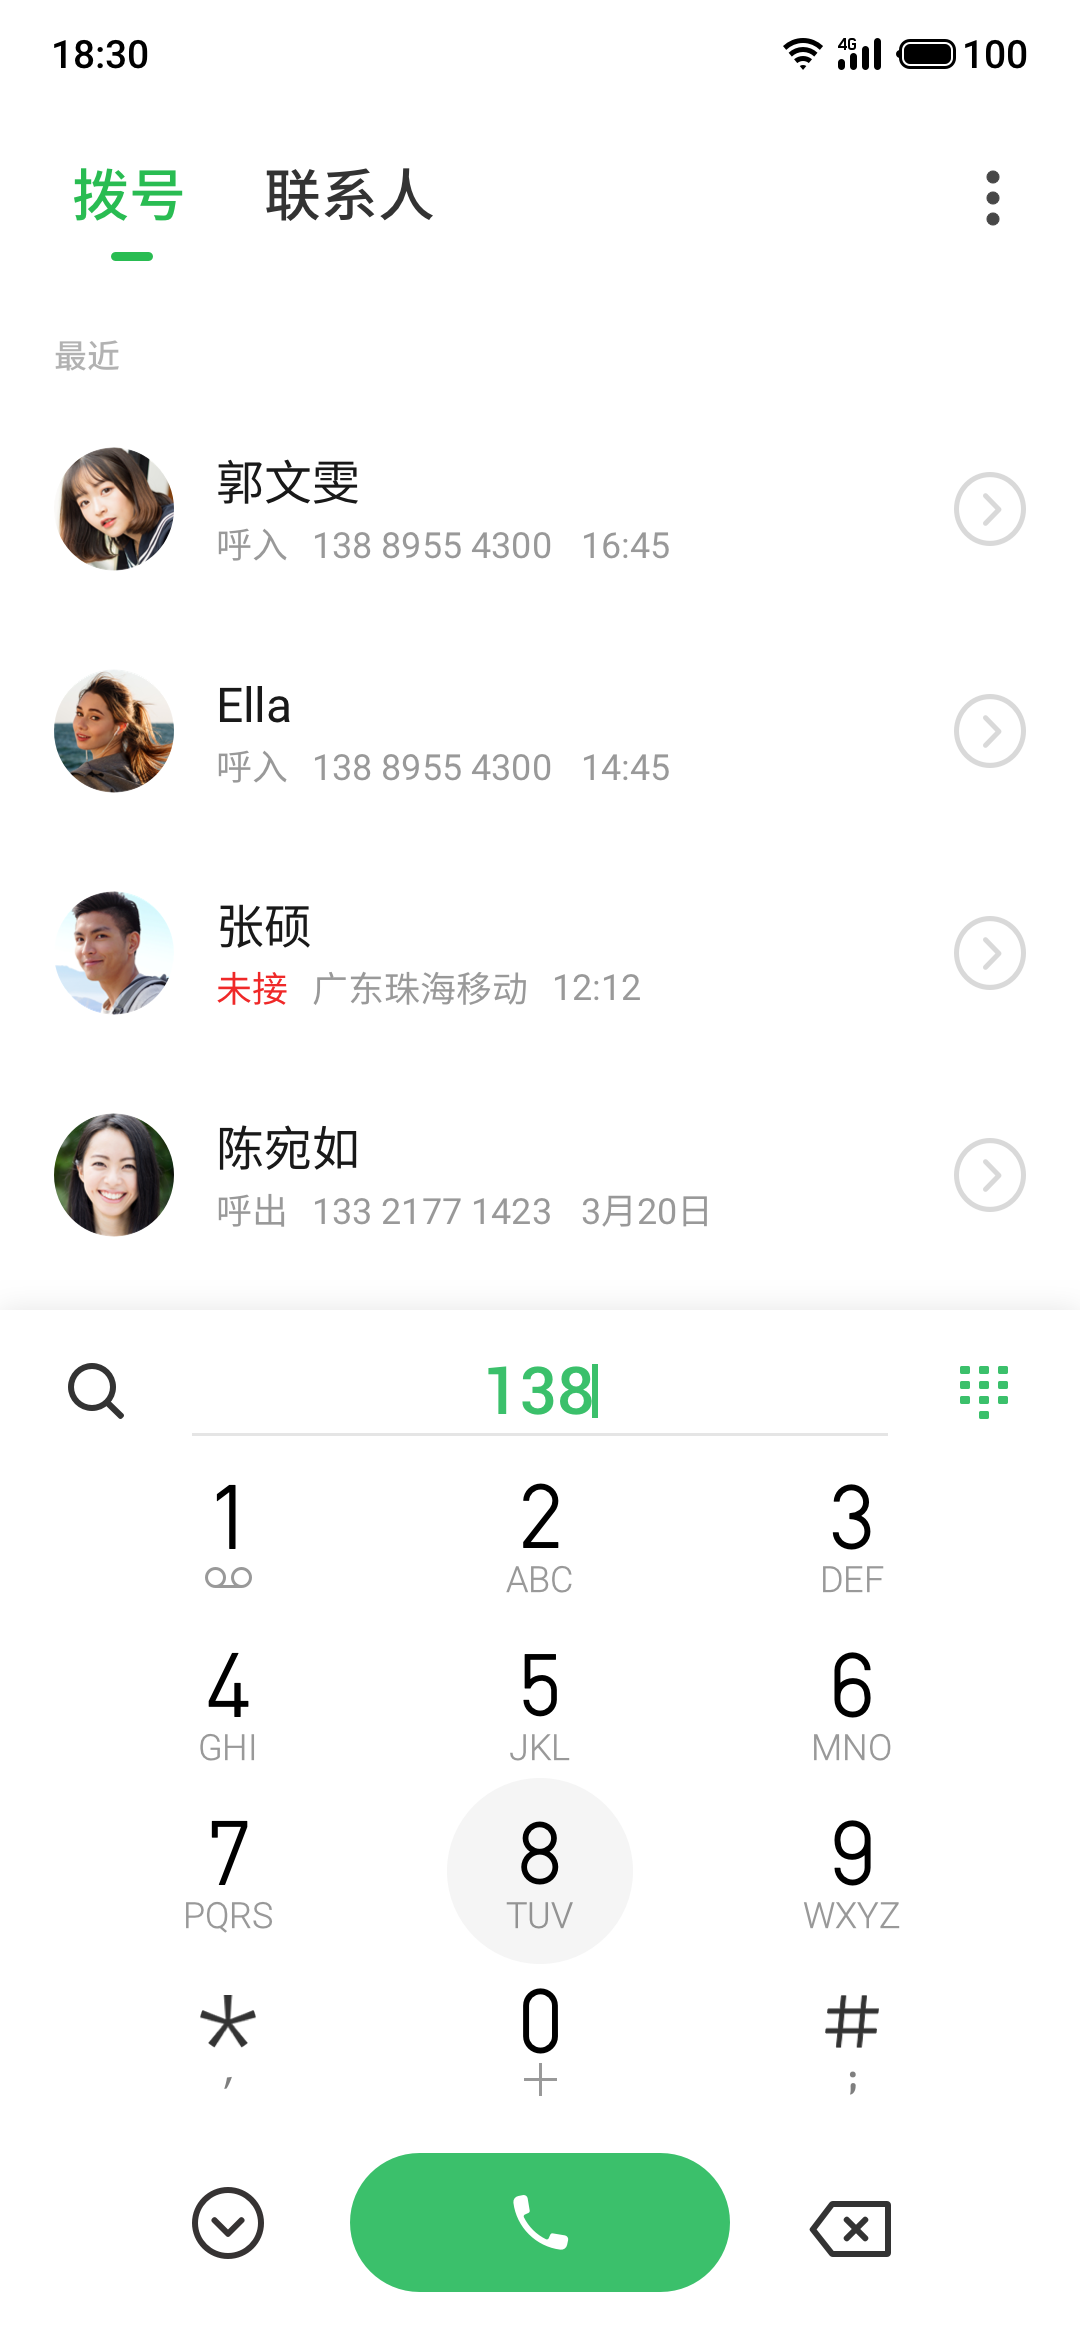 18:30 4G 100
拨号 联系人
最近
郭文雯
呼入 138 8955 4300 16:45
Ella
呼入 138 8955 4300 14:45
张硕
未接 广东珠海移动 12:12
陈宛如
呼出 133 2177 1423 3月20日
138
1 2 3
ABC DEF
4 5 6
GHI JKL MNO
7 8 9
PQRS TUV WXYZ
* 0 #
, + ;